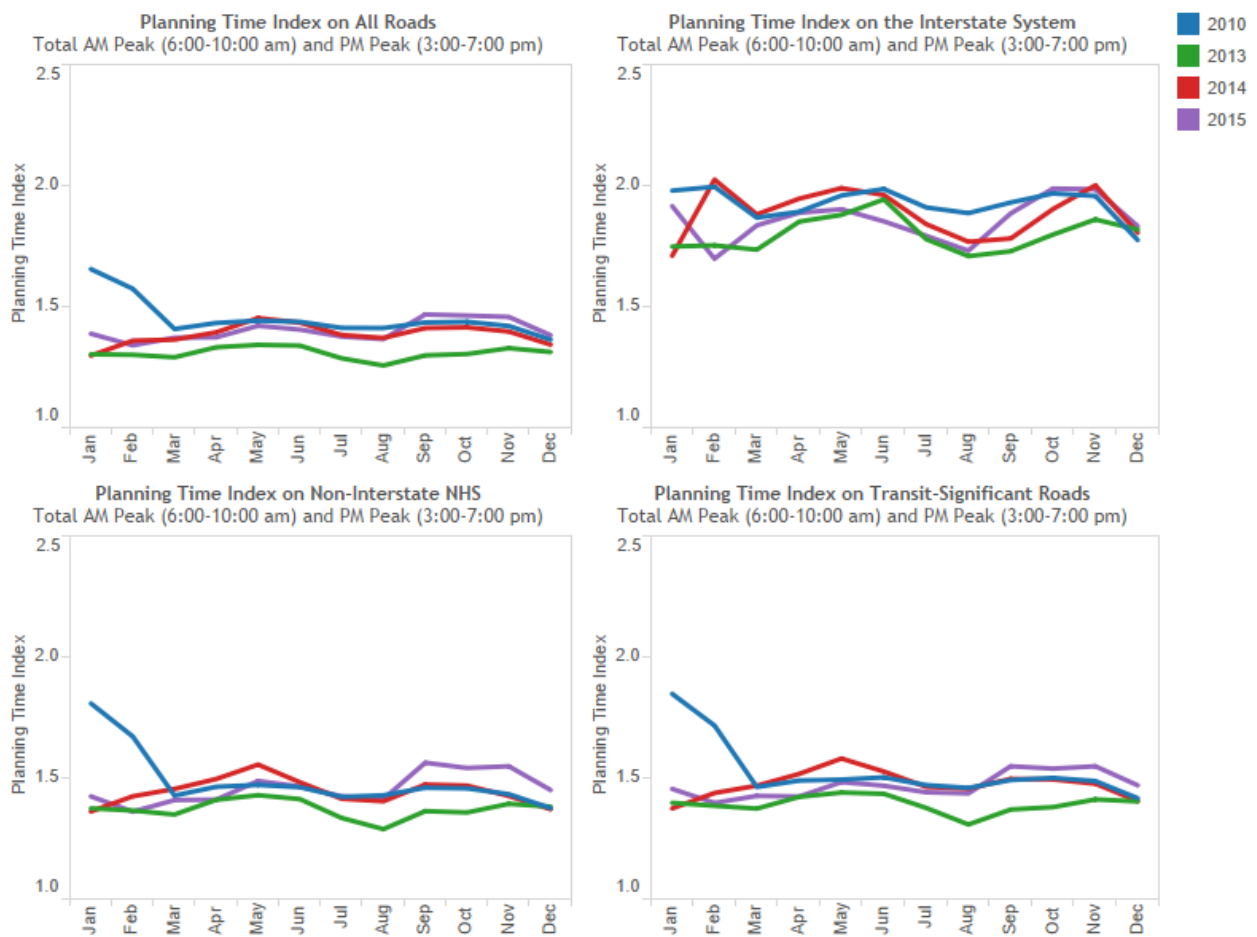 Planning Time Index on All Roads
Total AM Peak (6:00-10:00 am) and PM Peak (3:00-7:00 pm)
2.5
2.0
1.5
1.0
Planning Time Index
Jan
Feb
Mar
Apr
May
Jun
Jul
Aug
Sep
Oct
Nov
Dec
Planning Time Index on the Interstate System
Total AM Peak (6:00-10:00 am) and PM Peak (3:00-7:00 pm)
2.5
2.0
1.5
1.0
Planning Time Index
Jan
Feb
Mar
Apr
May
Jun
Jul
Aug
Sep
Oct
Nov
Dec
2010
2013
2014
2015
Planning Time Index on Non-Interstate NHS
Total AM Peak (6:00-10:00 am) and PM Peak (3:00-7:00 pm)
2.5
2.0
1.5
1.0
Planning Time Index
Jan
Feb
Mar
Apr
May
Jun
Jul
Aug
Sep
Oct
Nov
Dec
Planning Time Index on Transit-Significant Roads
Total AM Peak (6:00-10:00 am) and PM Peak (3:00-7:00 pm)
2.5
2.0
1.5
1.0
Planning Time Index
Jan
Feb
Mar
Apr
May
Jun
Jul
Aug
Sep
Oct
Nov
Dec